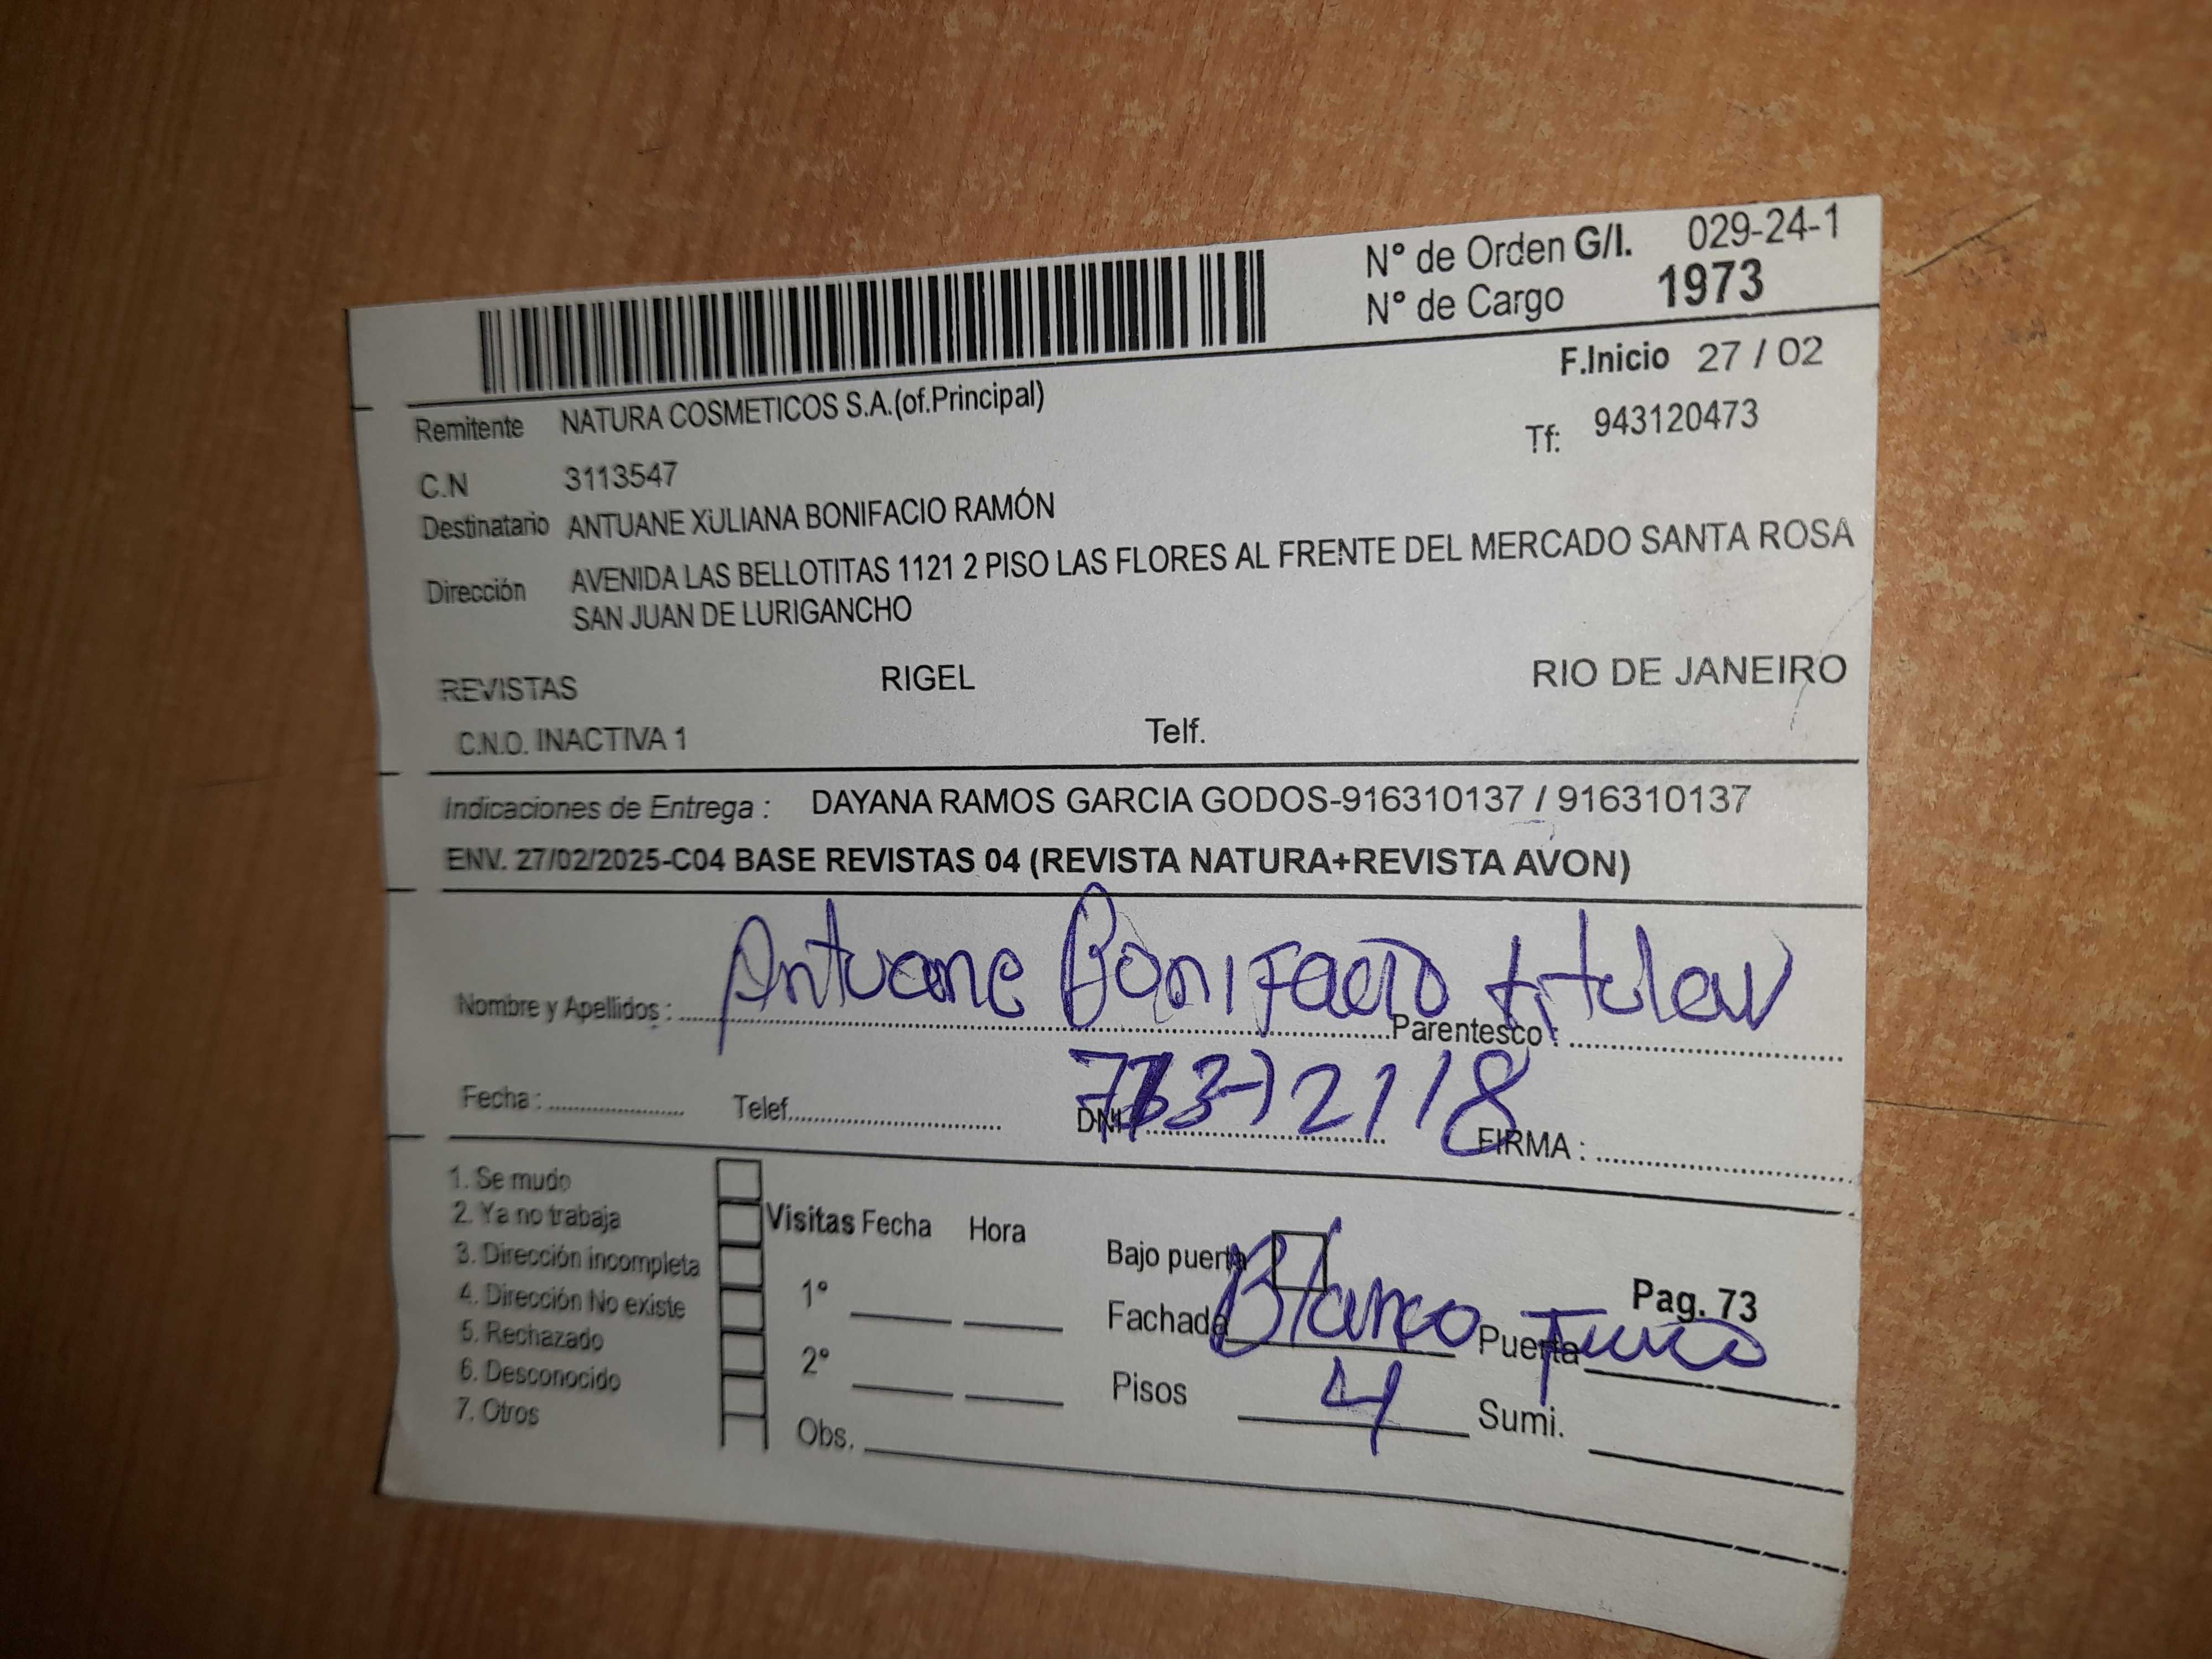 N° de Orden G/I. 029-24-1
N° de Cargo 1973
F.Inicio 27 / 02
Remitente NATURA COSMETICOS S.A.(of.Principal)
Tf: 943120473
C.N 3113547
Destinatario ANTUANE XULIANA BONIFACIO RAMÓN
Dirección AVENIDA LAS BELLOTITAS 1121 2 PISO LAS FLORES AL FRENTE DEL MERCADO SANTA ROSA
SAN JUAN DE LURIGANCHO
REVISTAS RIGEL RIO DE JANEIRO
C.N.O. INACTIVA 1 Telf.
Indicaciones de Entrega : DAYANA RAMOS GARCIA GODOS-916310137 / 916310137
ENV. 27/02/2025-C04 BASE REVISTAS 04 (REVISTA NATURA+REVISTA AVON)
Nombre y Apellidos : Antuane Bonifacio Parentesco : titular
Fecha : Telef. DNI FIRMA :
1. Se mudo
2. Ya no trabaja
3. Dirección incompleta
4. Dirección No existe
5. Rechazado
6. Desconocido
7. Otros
Visitas Fecha Hora
1°
2°
Obs.
Bajo puerta
Fachada Blanco Puerta
Pag. 73
Pisos 4 Sumi.